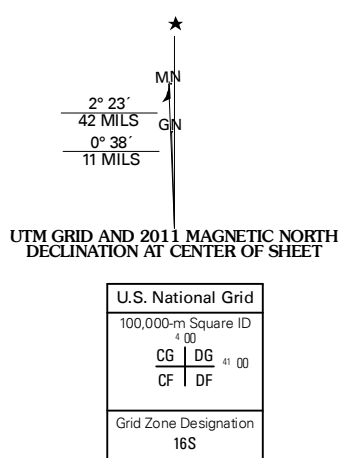 ★
MN
2° 23´
42 MILS
GN
0° 38´
11 MILS
UTM GRID AND 2011 MAGNETIC NORTH
DECLINATION AT CENTER OF SHEET
U.S. National Grid
100,000-m Square ID
4 00
CG DG 41 00
CF DF
Grid Zone Designation
16S